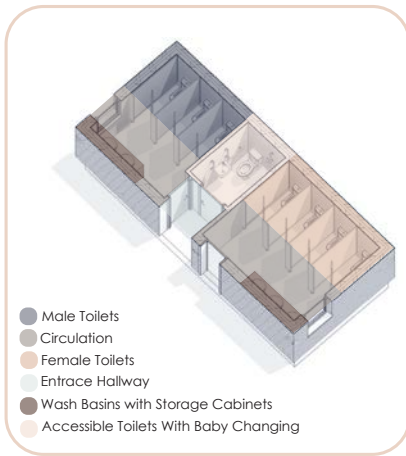 Male Toilets
Circulation
Female Toilets
Entrace Hallway
Wash Basins with Storage Cabinets
Accessible Toilets With Baby Changing